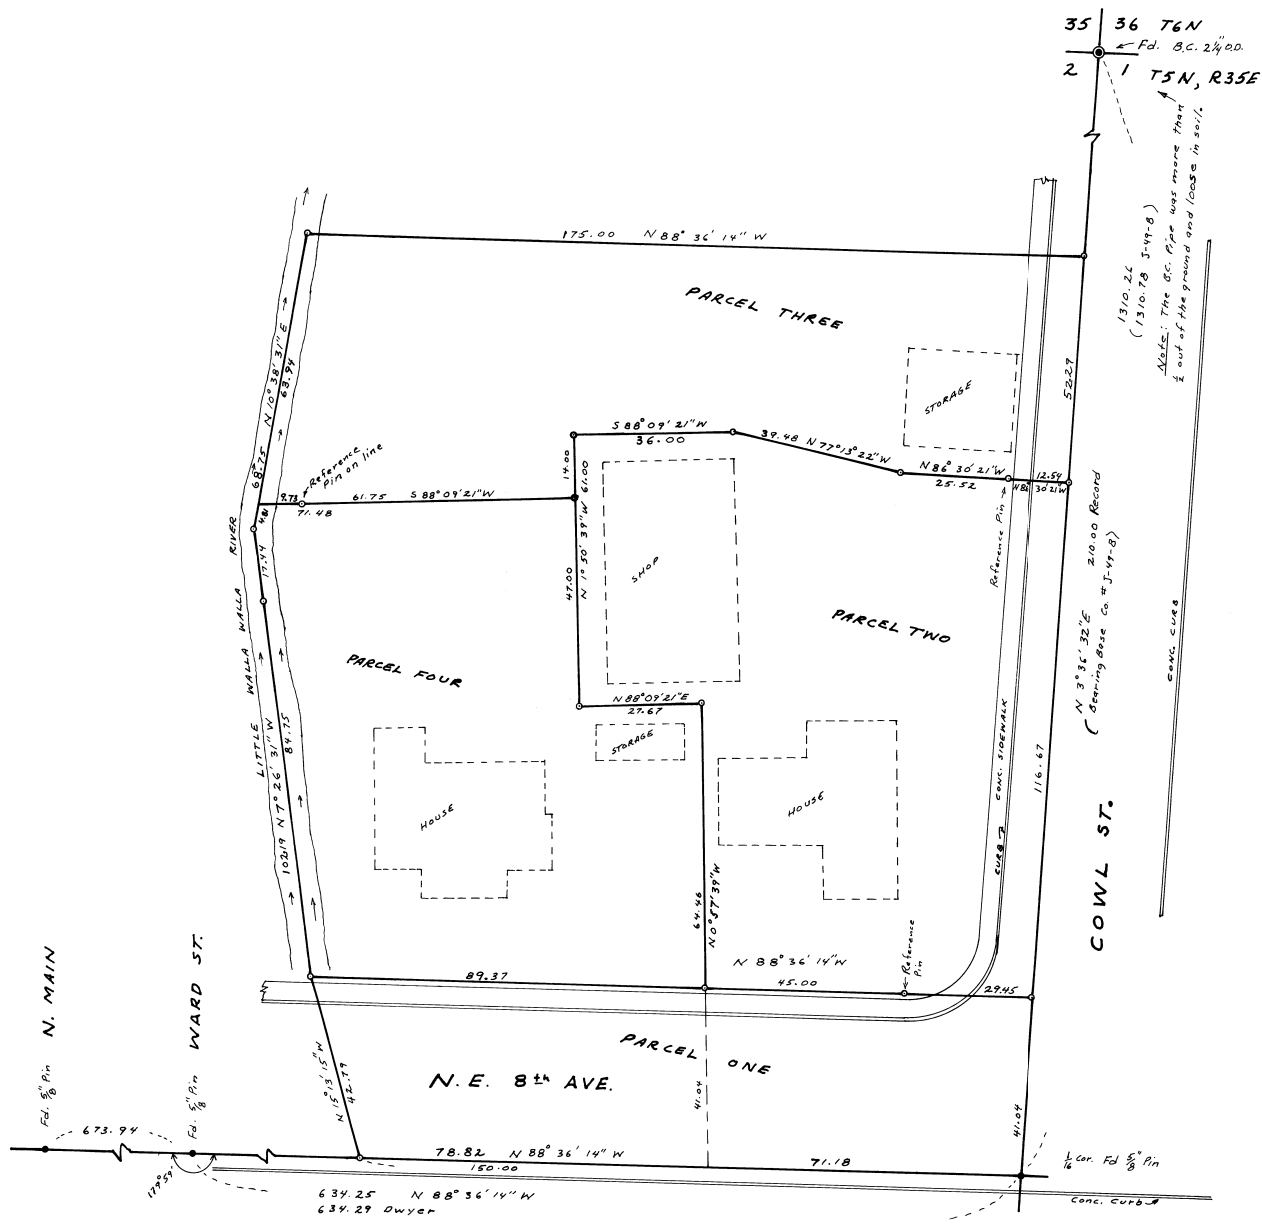 35 36 T6N
Fd. B.C. 2¼" O.D.
2 1 T5N, R35E
Note: The B.C. Pipe was more than
½ out of the ground and loose in soil.
1310.26
(1310.78 J-49-B)
175.00 N 88° 36' 14" W
PARCEL THREE
STORAGE
52.29
N 10° 38' 31" E
63.94
68.75
Reference
Pin on line
S 88° 09' 21" W
36.00
39.48 N 77° 13' 22" W
N 86° 30' 21" W
25.52
12.54
N 86° 30' 21" W
14.00
61.00
N 1° 50' 39" W
47.00
9.73
61.75 S 88° 09' 21" W
71.48
4.81
17.44
LITTLE WALLA WALLA RIVER
SHOP
Reference Pin
N 3° 36' 32" E 210.00 Record
(Bearing Base Co. # J-49-B)
CONC. CURB
PARCEL TWO
PARCEL FOUR
N 88° 09' 21" E
27.67
STORAGE
HOUSE
HOUSE
102.19 N 7° 26' 31" W
84.75
CURB
CONC. SIDEWALK
116.67
COWL ST.
64.46
N 0° 57' 39" W
N 88° 36' 14" W
Reference
Pin
89.37
45.00
29.45
Fd. 5/8" Pin N. MAIN
Fd. 5/8" Pin WARD ST.
PARCEL ONE
N.E. 8th AVE.
N 15° 13' 15" W
42.79
41.04
41.04
673.94
179° 59'
78.82 N 88° 36' 14" W
150.00
71.18
1/16 Cor. Fd 5/8" Pin
634.25 N 88° 36' 14" W
634.29 Dwyer
Conc. Curb